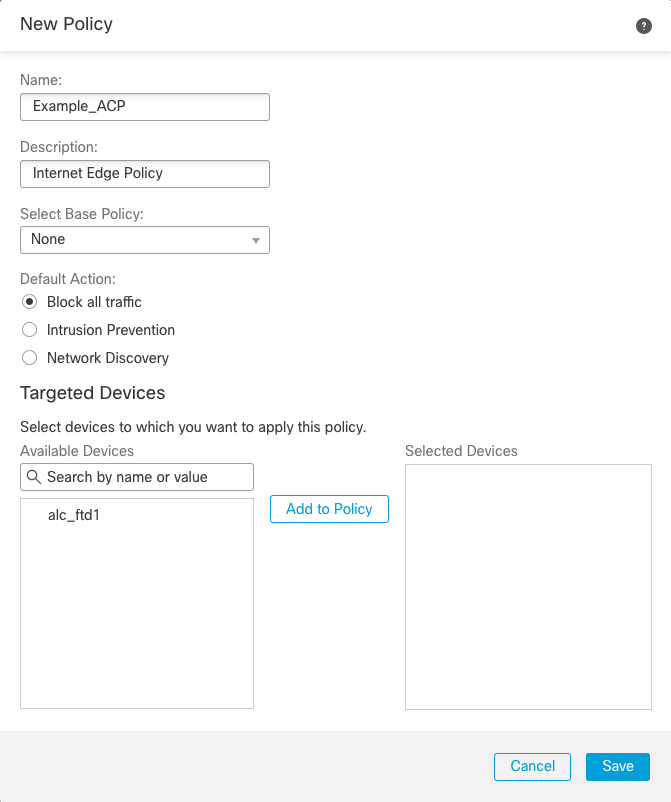 New Policy
?
Name:
Example_ACP
Description:
Internet Edge Policy
Select Base Policy:
None
Default Action:
Block all traffic
Intrusion Prevention
Network Discovery
Targeted Devices
Select devices to which you want to apply this policy.
Available Devices
Selected Devices
Search by name or value
alc_ftd1
Add to Policy
Cancel
Save